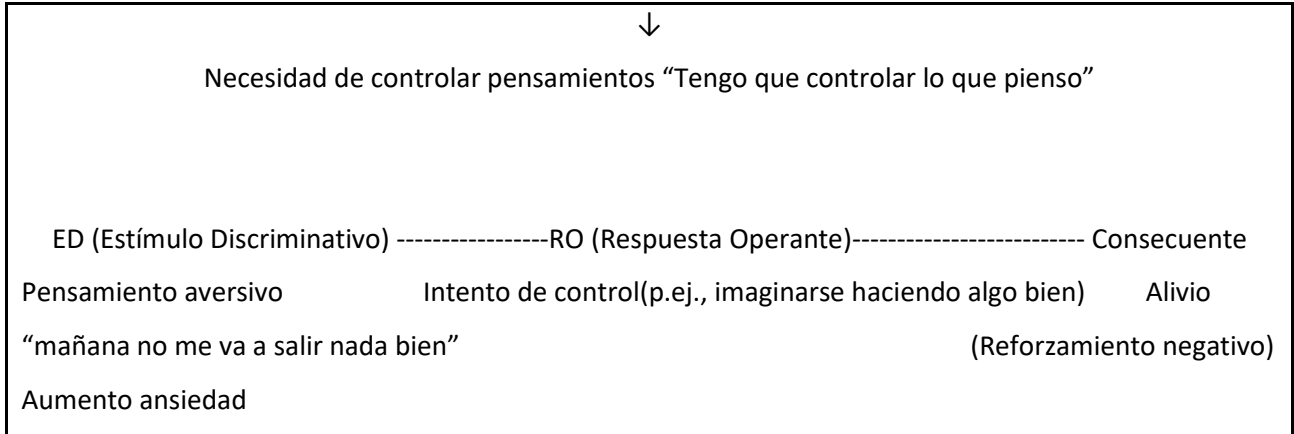 ↓
Necesidad de controlar pensamientos “Tengo que controlar lo que pienso”
ED (Estímulo Discriminativo) -----------------RO (Respuesta Operante)-------------------------- Consecuente
Pensamiento aversivo Intento de control(p.ej., imaginarse haciendo algo bien) Alivio
“mañana no me va a salir nada bien” (Reforzamiento negativo)
Aumento ansiedad